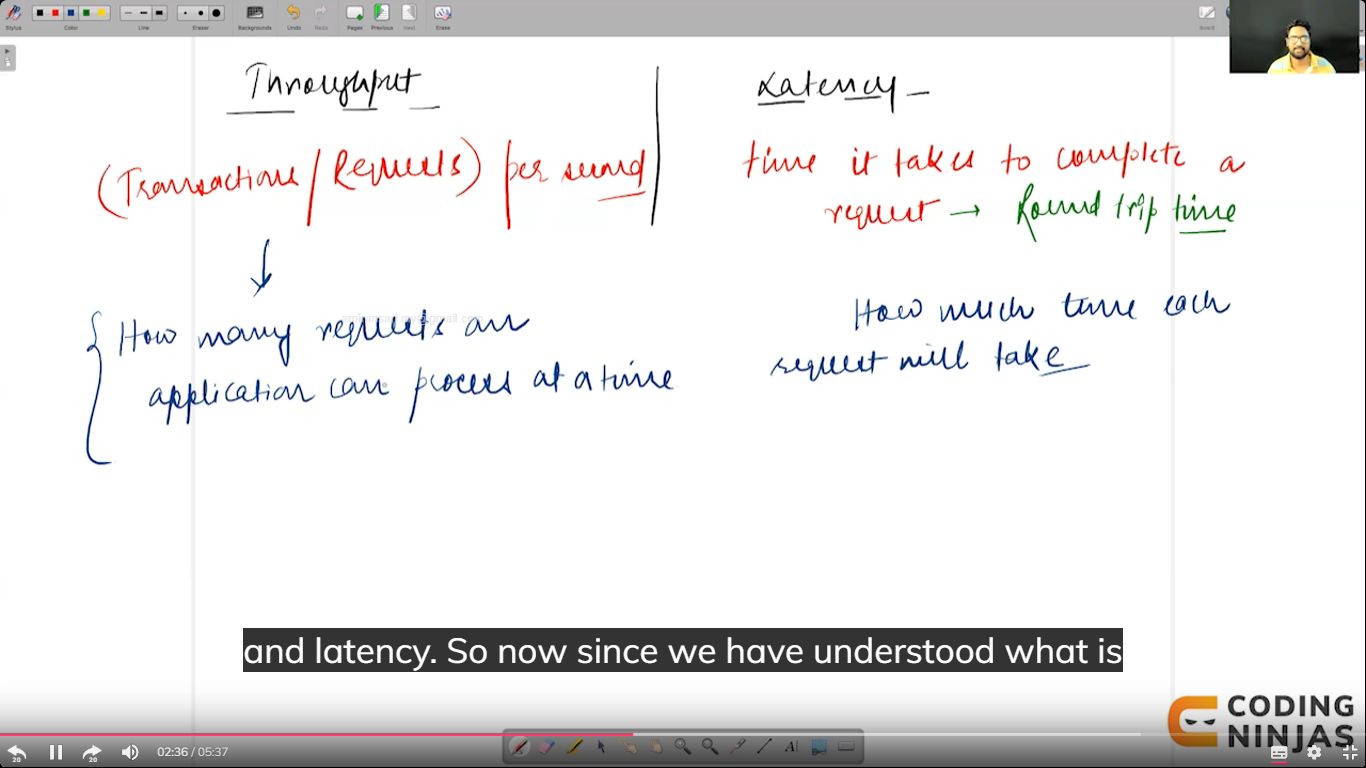 Stylus
Color
Line
Eraser
Backgrounds
Undo
Redo
Pages
Previous
Next
Erase
Board
Throughput
Latency
(Transactions / Requests) per second
time it takes to complete a
request → Round trip time
How many requests an
application can process at a time
How much time each
request will take
and latency. So now since we have understood what is
CODING
NINJAS
20
20
02:36 / 05:37